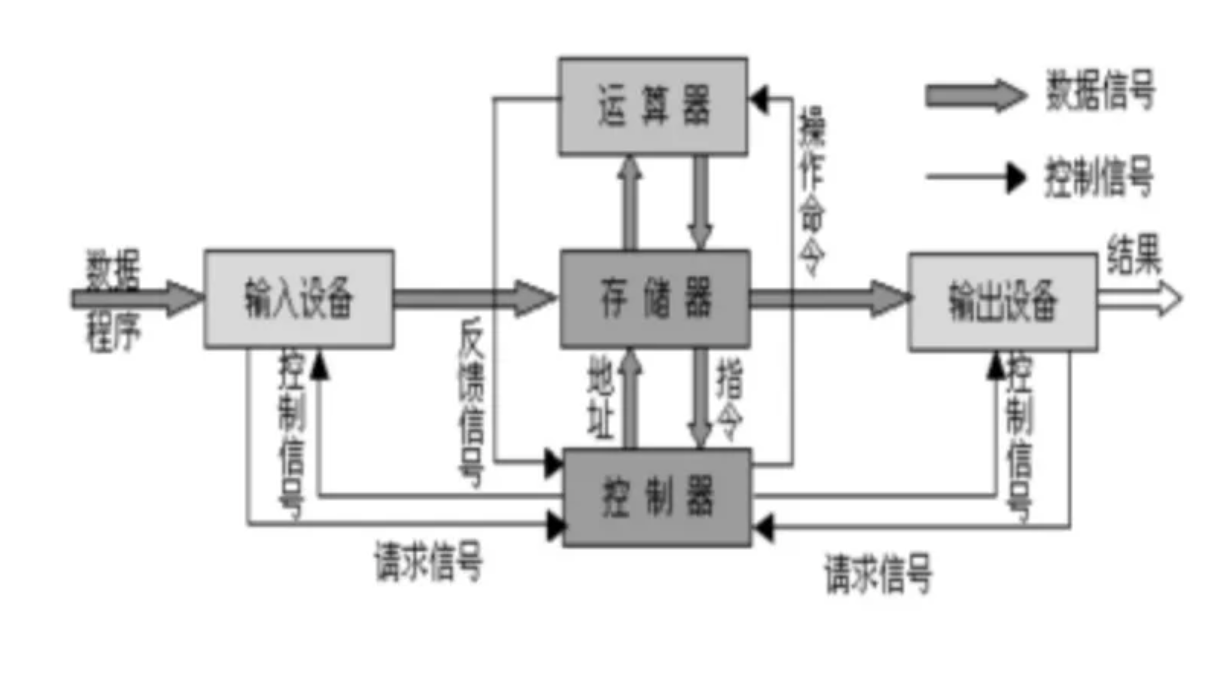 运算器
数据信号
控制信号
操作命令
数据
程序
输入设备
存储器
输出设备
结果
反馈信号
地址
指令
控制信号
控制信号
控制器
请求信号
请求信号